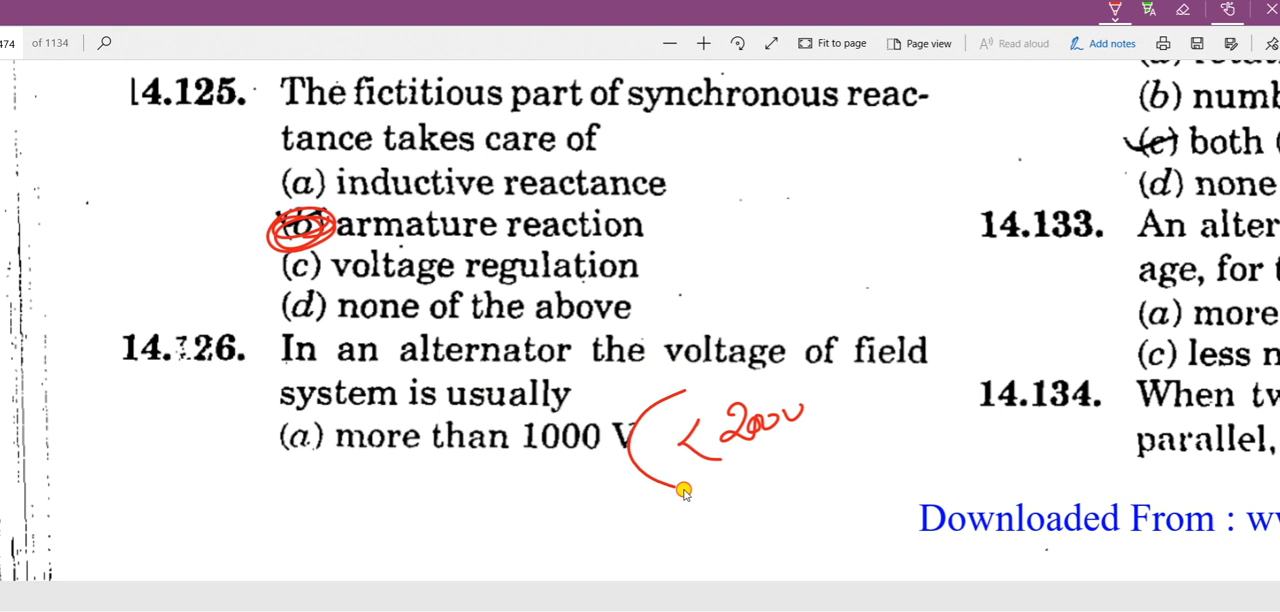 474 of 1134
Fit to page
Page view
Read aloud
Add notes
14.125. The fictitious part of synchronous reac-
tance takes care of
(a) inductive reactance
(b) armature reaction
(c) voltage regulation
(d) none of the above
14.126. In an alternator the voltage of field
system is usually
(a) more than 1000 V
< 200V
(b) numb
(c) both (
(d) none
14.133. An alter
age, for t
(a) more
(c) less n
14.134. When tw
parallel,
Downloaded From : ww